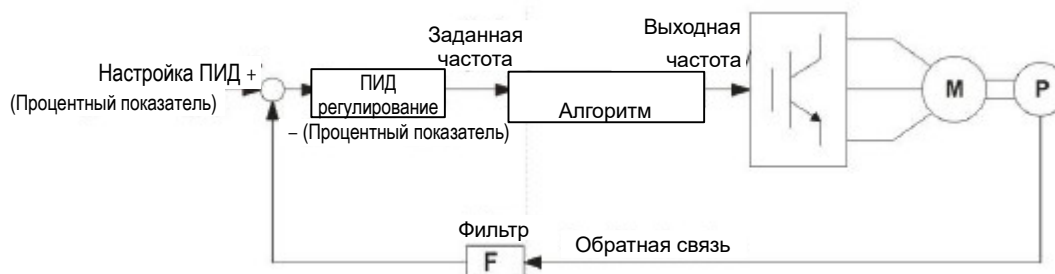 Настройка ПИД +
(Процентный показатель)
ПИД
регулирование
– (Процентный показатель)
Заданная
частота
Алгоритм
Выходная
частота
M
P
Фильтр
F
Обратная связь